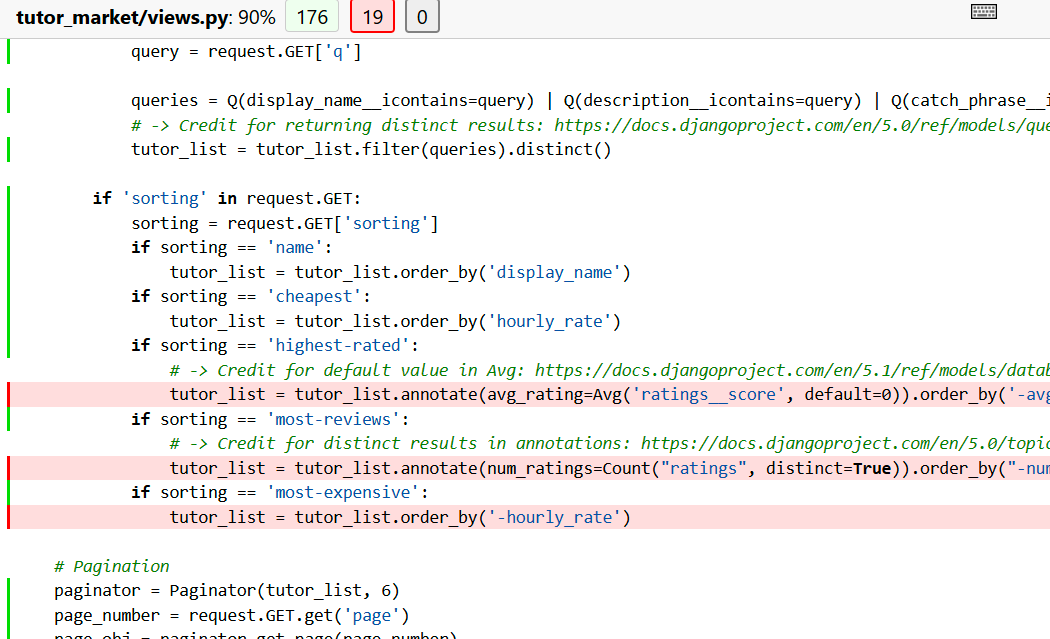 tutor_market/views.py: 90% 176 19 0
query = request.GET['q']
queries = Q(display_name__icontains=query) | Q(description__icontains=query) | Q(catch_phrase__i
# -> Credit for returning distinct results: https://docs.djangoproject.com/en/5.0/ref/models/que
tutor_list = tutor_list.filter(queries).distinct()
if 'sorting' in request.GET:
sorting = request.GET['sorting']
if sorting == 'name':
tutor_list = tutor_list.order_by('display_name')
if sorting == 'cheapest':
tutor_list = tutor_list.order_by('hourly_rate')
if sorting == 'highest-rated':
# -> Credit for default value in Avg: https://docs.djangoproject.com/en/5.1/ref/models/datab
tutor_list = tutor_list.annotate(avg_rating=Avg('ratings__score', default=0)).order_by('-avg
if sorting == 'most-reviews':
# -> Credit for distinct results in annotations: https://docs.djangoproject.com/en/5.0/topic
tutor_list = tutor_list.annotate(num_ratings=Count("ratings", distinct=True)).order_by("-num
if sorting == 'most-expensive':
tutor_list = tutor_list.order_by('-hourly_rate')
# Pagination
paginator = Paginator(tutor_list, 6)
page_number = request.GET.get('page')
page_obj = paginator.get_page(page_number)